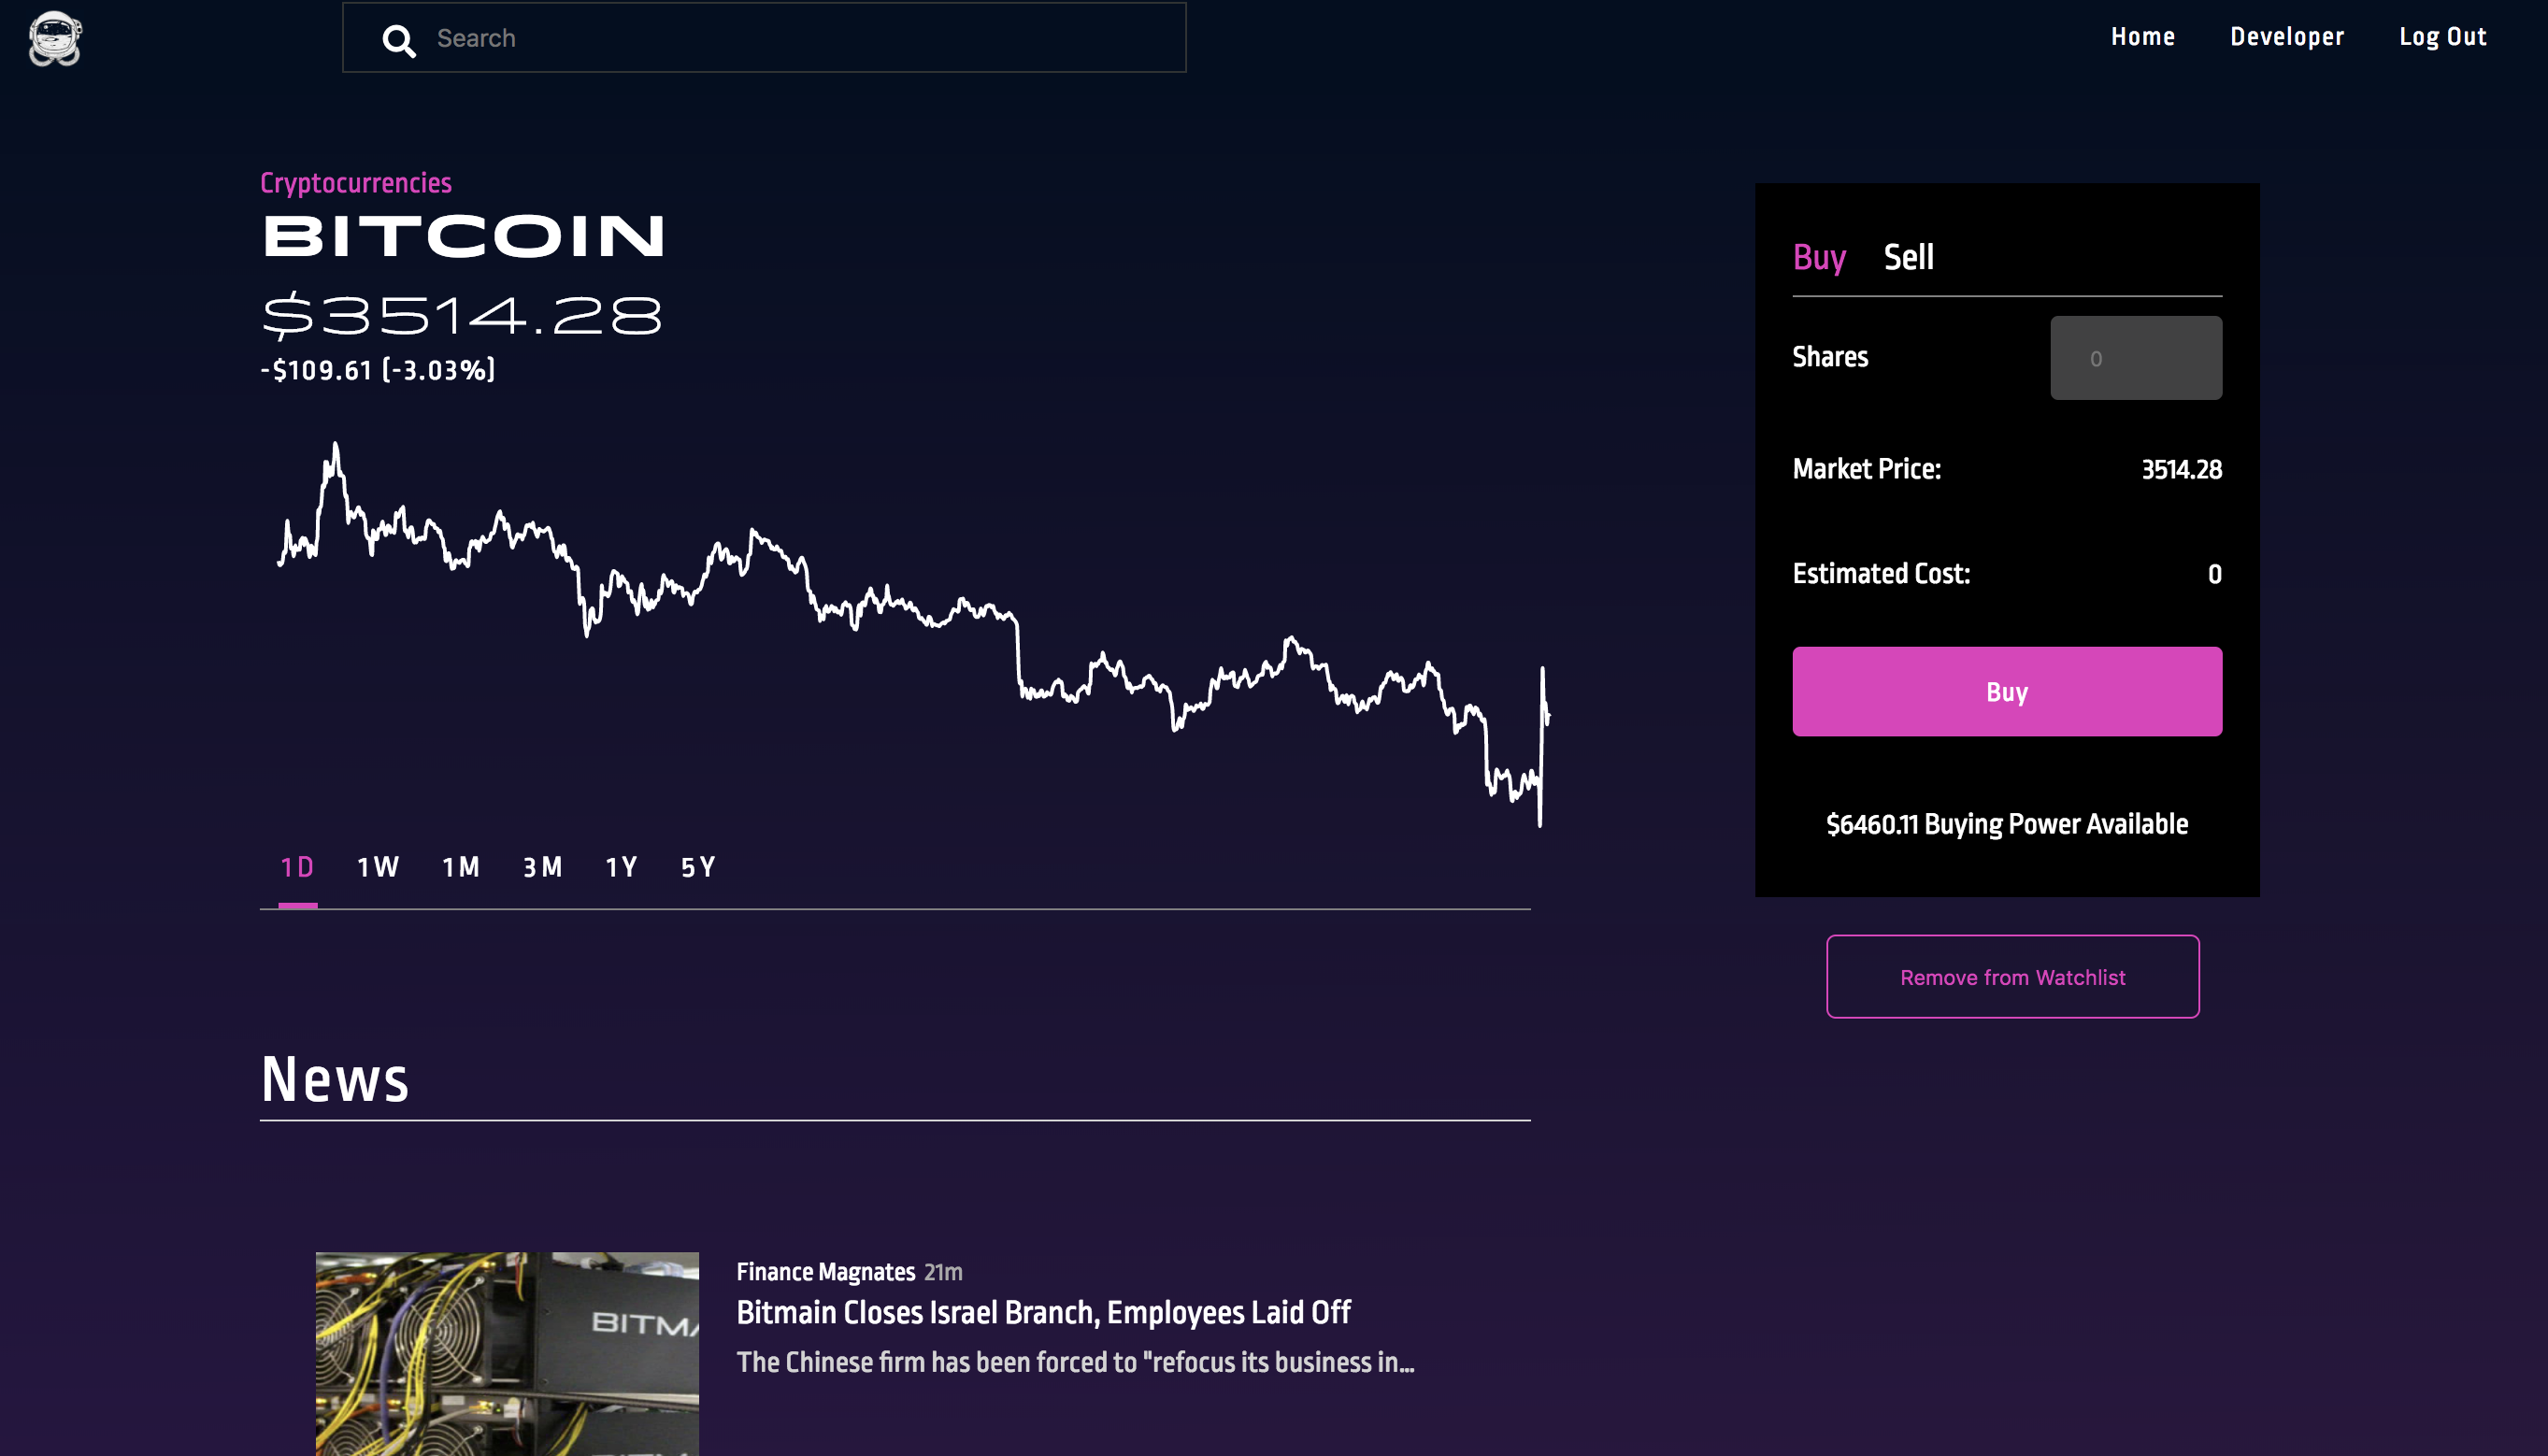 Search
Home
Developer
Log Out
Cryptocurrencies
BITCOIN
$3514.28
-$109.61 (-3.03%)
1D
1W
1M
3M
1Y
5Y
Buy
Sell
Shares
0
Market Price:
3514.28
Estimated Cost:
0
Buy
$6460.11 Buying Power Available
Remove from Watchlist
News
BITMA
Finance Magnates 21m
Bitmain Closes Israel Branch, Employees Laid Off
The Chinese firm has been forced to "refocus its business in...